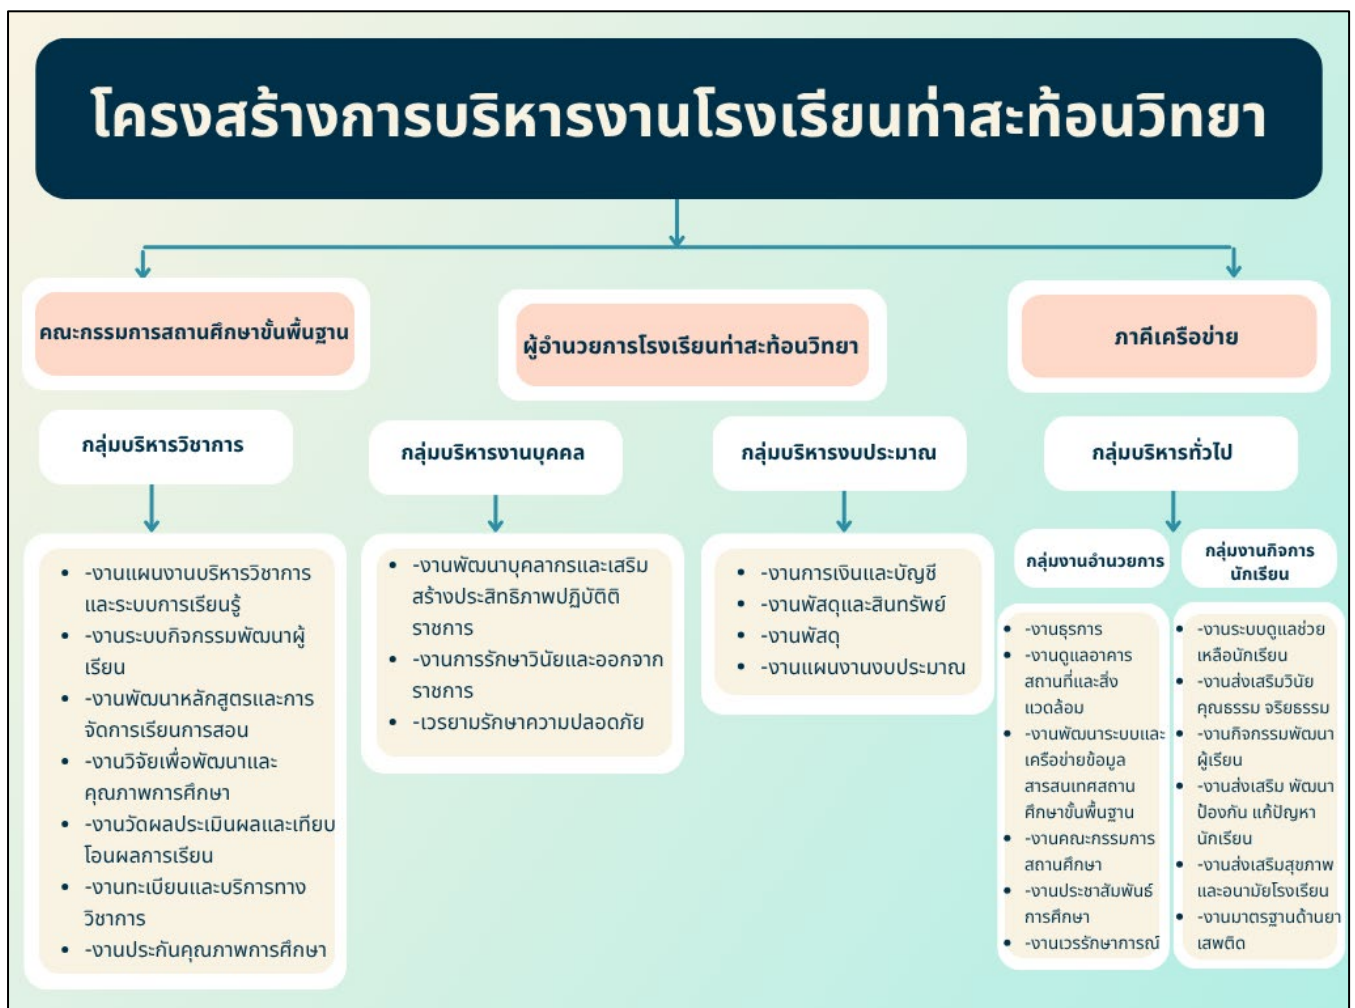 โครงสร้างการบริหารงานโรงเรียนท่าสะท้อนวิทยา
คณะกรรมการสถานศึกษาขั้นพื้นฐาน
ผู้อำนวยการโรงเรียนท่าสะท้อนวิทยา
ภาคีเครือข่าย
กลุ่มบริหารวิชาการ
กลุ่มบริหารงานบุคคล
กลุ่มบริหารงบประมาณ
กลุ่มบริหารทั่วไป
• -งานแผนงานบริหารวิชาการ
และระบบการเรียนรู้
• -งานระบบกิจกรรมพัฒนาผู้
เรียน
• -งานพัฒนาหลักสูตรและการ
จัดการเรียนการสอน
• -งานวิจัยเพื่อพัฒนาและ
คุณภาพการศึกษา
• -งานวัดผลประเมินผลและเทียบ
โอนผลการเรียน
• -งานทะเบียนและบริการทาง
วิชาการ
• -งานประกันคุณภาพการศึกษา
• -งานพัฒนาบุคลากรและเสริม
สร้างประสิทธิภาพปฏิบัติติ
ราชการ
• -งานการรักษาวินัยและออกจาก
ราชการ
• -เวรยามรักษาความปลอดภัย
• -งานการเงินและบัญชี
• -งานพัสดุและสินทรัพย์
• -งานพัสดุ
• -งานแผนงานงบประมาณ
กลุ่มงานอำนวยการ
• -งานธุรการ
• -งานดูแลอาคาร
สถานที่และสิ่ง
แวดล้อม
• -งานพัฒนาระบบและ
เครือข่ายข้อมูล
สารสนเทศสถาน
ศึกษาขั้นพื้นฐาน
• -งานคณะกรรมการ
สถานศึกษา
• -งานประชาสัมพันธ์
การศึกษา
• -งานเวรรักษาการณ์
กลุ่มงานกิจการ
นักเรียน
• -งานระบบดูแลช่วย
เหลือนักเรียน
• -งานส่งเสริมวินัย
คุณธรรม จริยธรรม
• -งานกิจกรรมพัฒนา
ผู้เรียน
• -งานส่งเสริม พัฒนา
ป้องกัน แก้ปัญหา
นักเรียน
• -งานส่งเสริมสุขภาพ
และอนามัยโรงเรียน
• -งานมาตรฐานด้านยา
เสพติด